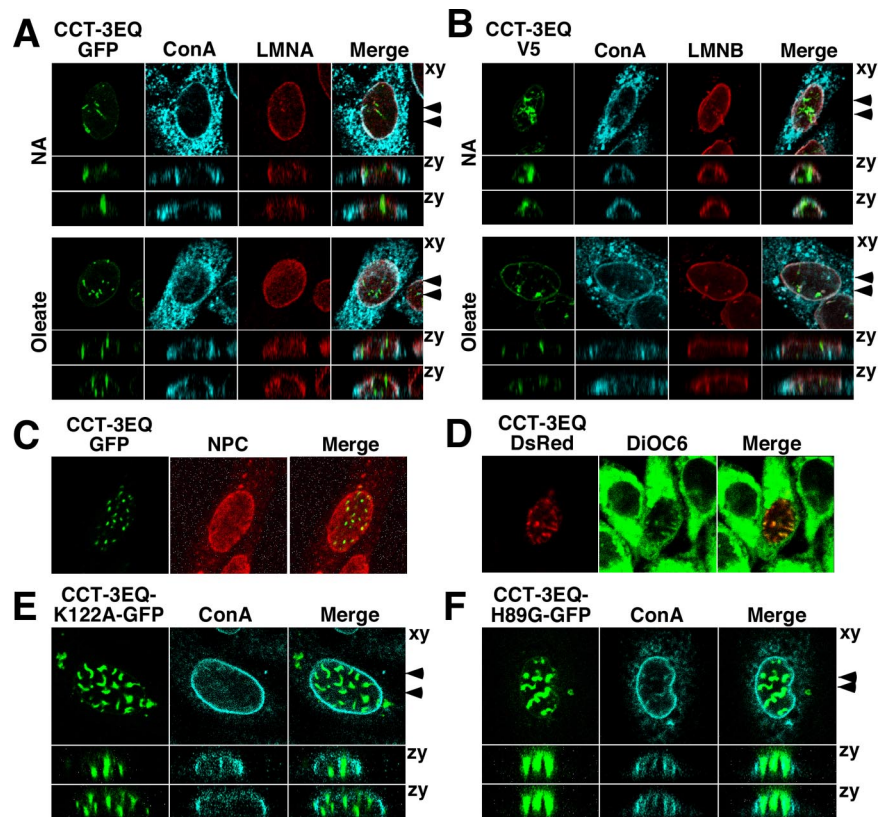 A
CCT-3EQ
GFP ConA LMNA Merge
xy
NA
zy
zy
xy
Oleate
zy
zy
B
CCT-3EQ
V5 ConA LMNB Merge
xy
NA
zy
zy
xy
Oleate
zy
zy
C
CCT-3EQ
GFP NPC Merge
D
CCT-3EQ
DsRed DiOC6 Merge
E
CCT-3EQ-
K122A-GFP ConA Merge
xy
zy
zy
F
CCT-3EQ-
H89G-GFP ConA Merge
xy
zy
zy